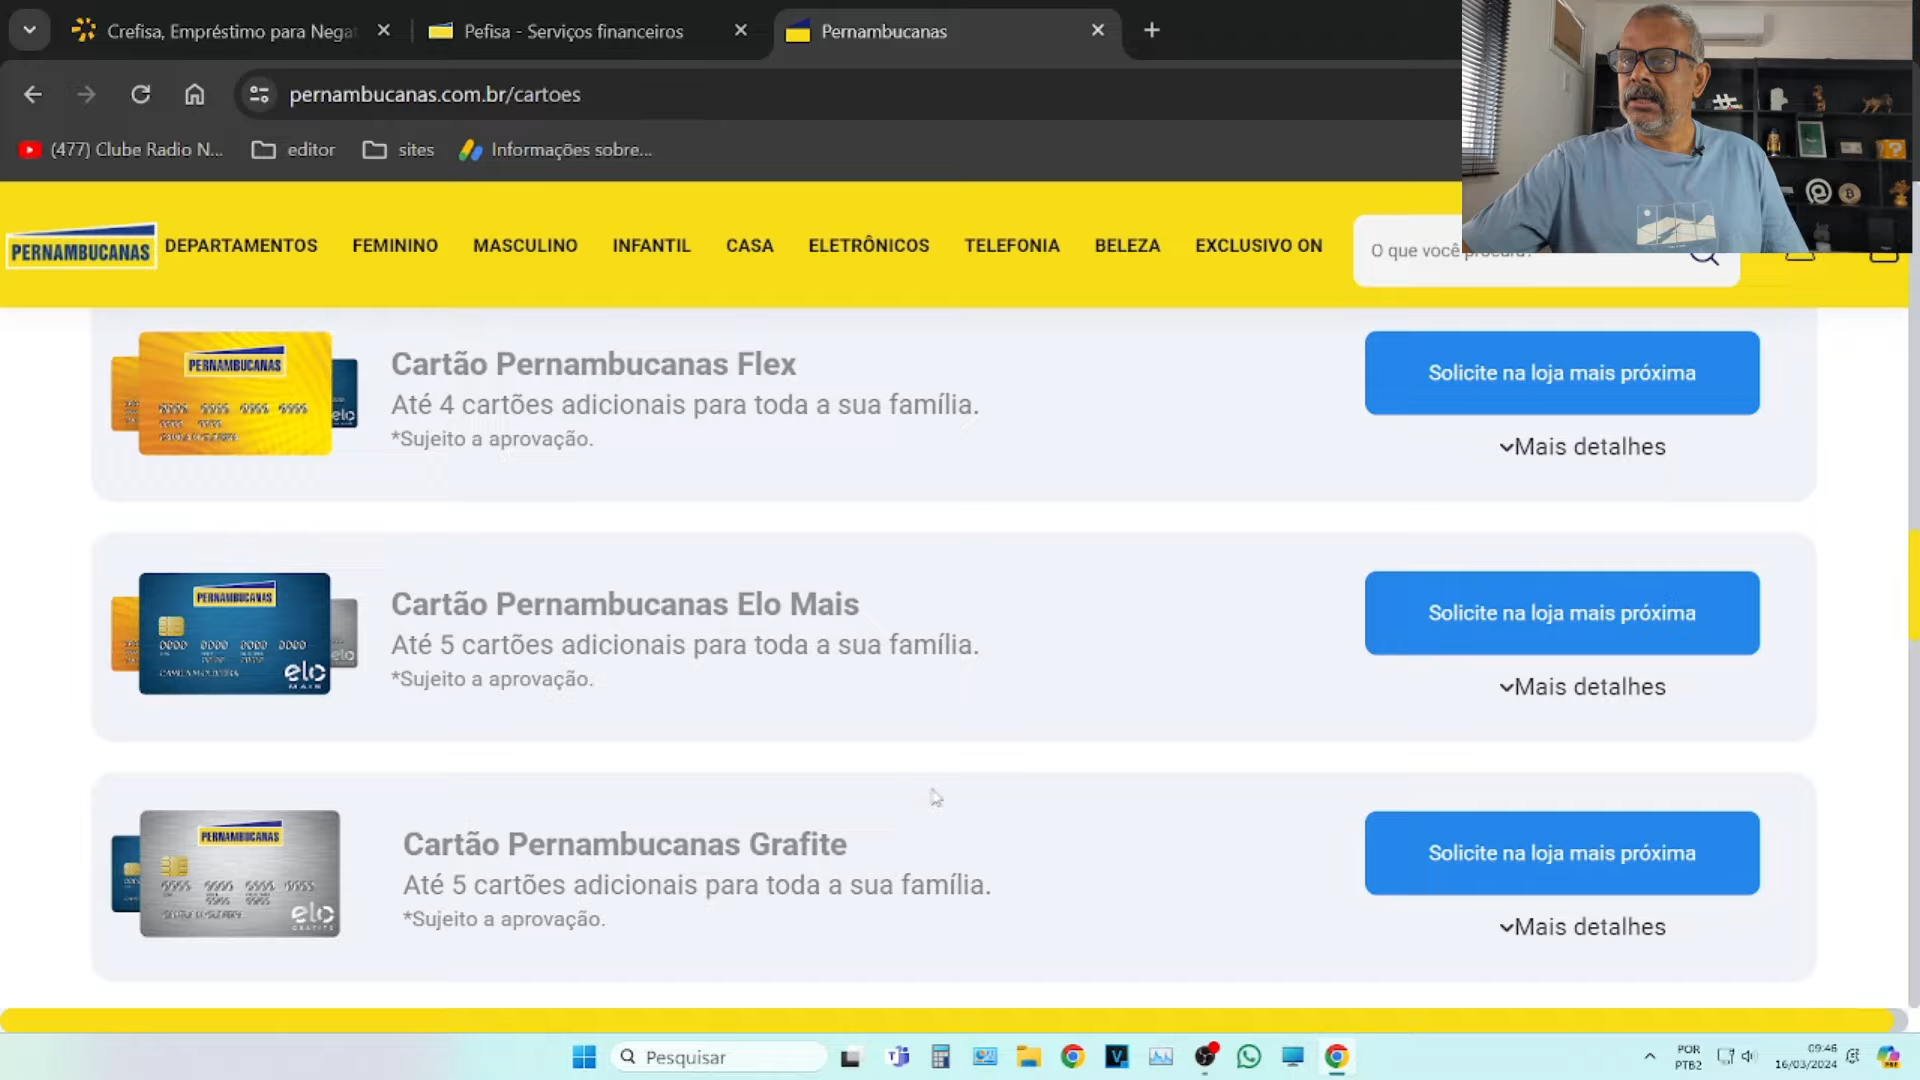 Crefisa, Empréstimo para Negat
Pefisa - Serviços financeiros
Pernambucanas
pernambucanas.com.br/cartoes
(477) Clube Radio N...
editor
sites
Informações sobre...
PERNAMBUCANAS
DEPARTAMENTOS
FEMININO
MASCULINO
INFANTIL
CASA
ELETRÔNICOS
TELEFONIA
BELEZA
EXCLUSIVO ON
O que você procura?
PERNAMBUCANAS
elo
Cartão Pernambucanas Flex
Até 4 cartões adicionais para toda a sua família.
*Sujeito a aprovação.
Solicite na loja mais próxima
Mais detalhes
PERNAMBUCANAS
elo
MAIS
Cartão Pernambucanas Elo Mais
Até 5 cartões adicionais para toda a sua família.
*Sujeito a aprovação.
Solicite na loja mais próxima
Mais detalhes
PERNAMBUCANAS
elo
GRAFITE
Cartão Pernambucanas Grafite
Até 5 cartões adicionais para toda a sua família.
*Sujeito a aprovação.
Solicite na loja mais próxima
Mais detalhes
Pesquisar
POR
PTB2
09:46
16/03/2024